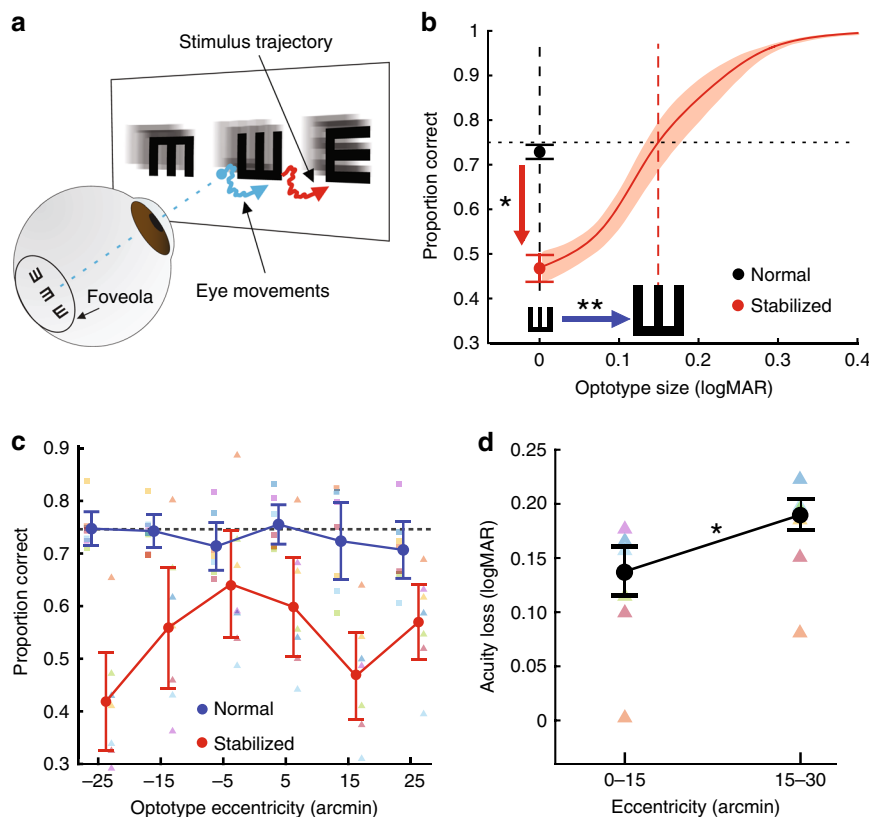 a
Stimulus trajectory
Foveola
Eye movements
b
Proportion correct
1
0.9
0.8
0.7
0.6
0.5
0.4
0.3
*
**
Normal
Stabilized
0
0.1
0.2
0.3
0.4
Optotype size (logMAR)
c
Proportion correct
0.9
0.8
0.7
0.6
0.5
0.4
0.3
Normal
Stabilized
–25
–15
–5
5
15
25
Optotype eccentricity (arcmin)
d
Acuity loss (logMAR)
0.25
0.20
0.15
0.10
0.05
0
*
0–15
15–30
Eccentricity (arcmin)